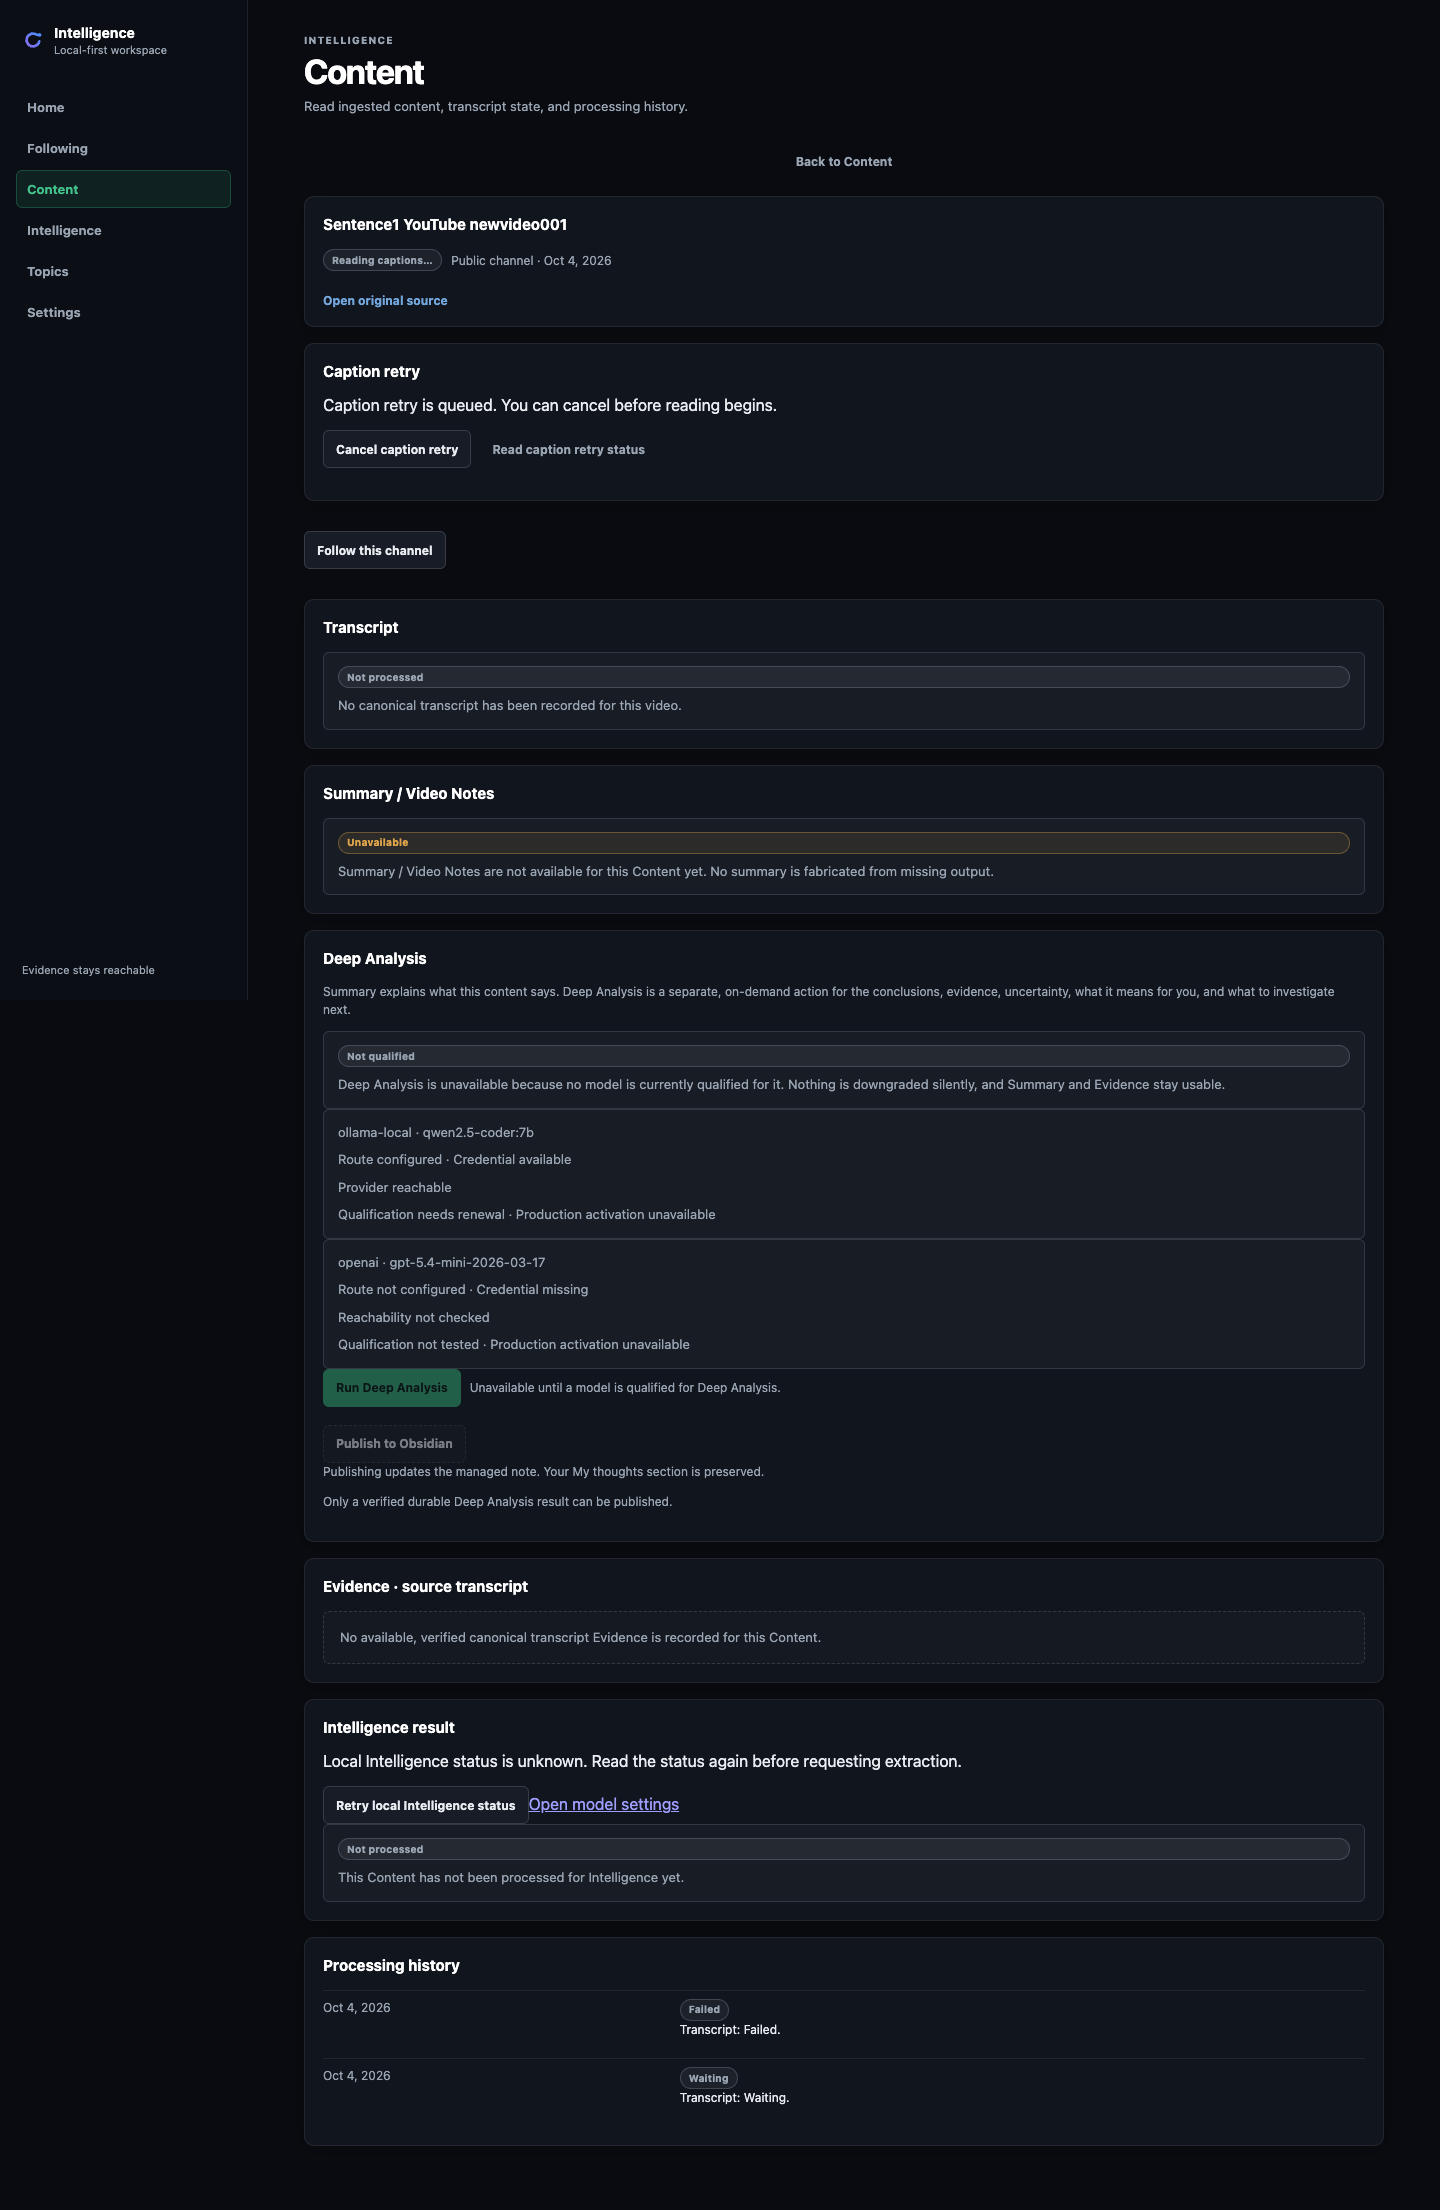 Intelligence
Local-first workspace
Home
Following
Content
Intelligence
Topics
Settings
Evidence stays reachable
INTELLIGENCE
Content
Read ingested content, transcript state, and processing history.
Back to Content
Sentence1 YouTube newvideo001
Reading captions...
Public channel · Oct 4, 2026
Open original source
Caption retry
Caption retry is queued. You can cancel before reading begins.
Cancel caption retry
Read caption retry status
Follow this channel
Transcript
Not processed
No canonical transcript has been recorded for this video.
Summary / Video Notes
Unavailable
Summary / Video Notes are not available for this Content yet. No summary is fabricated from missing output.
Deep Analysis
Summary explains what this content says. Deep Analysis is a separate, on-demand action for the conclusions, evidence, uncertainty, what it means for you, and what to investigate
next.
Not qualified
Deep Analysis is unavailable because no model is currently qualified for it. Nothing is downgraded silently, and Summary and Evidence stay usable.
ollama-local · qwen2.5-coder:7b
Route configured · Credential available
Provider reachable
Qualification needs renewal · Production activation unavailable
openai · gpt-5.4-mini-2026-03-17
Route not configured · Credential missing
Reachability not checked
Qualification not tested · Production activation unavailable
Run Deep Analysis
Unavailable until a model is qualified for Deep Analysis.
Publish to Obsidian
Publishing updates the managed note. Your My thoughts section is preserved.
Only a verified durable Deep Analysis result can be published.
Evidence · source transcript
No available, verified canonical transcript Evidence is recorded for this Content.
Intelligence result
Local Intelligence status is unknown. Read the status again before requesting extraction.
Retry local Intelligence status
Open model settings
Not processed
This Content has not been processed for Intelligence yet.
Processing history
Oct 4, 2026
Failed
Transcript: Failed.
Oct 4, 2026
Waiting
Transcript: Waiting.